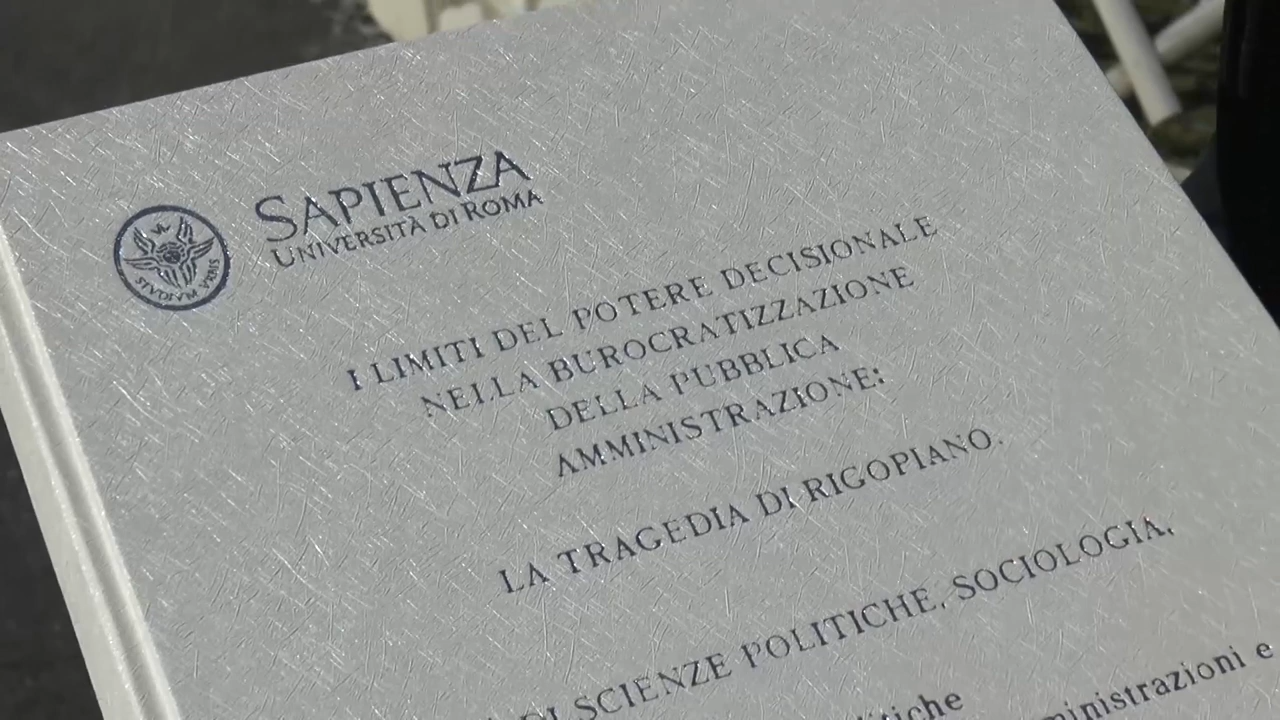 SAPIENZA
UNIVERSITÀ DI ROMA
STVDIVM VRBIS
I LIMITI DEL POTERE DECISIONALE
NELLA BUROCRATIZZAZIONE
DELLA PUBBLICA
AMMINISTRAZIONE:
LA TRAGEDIA DI RIGOPIANO.
DI SCIENZE POLITICHE, SOCIOLOGIA,
e